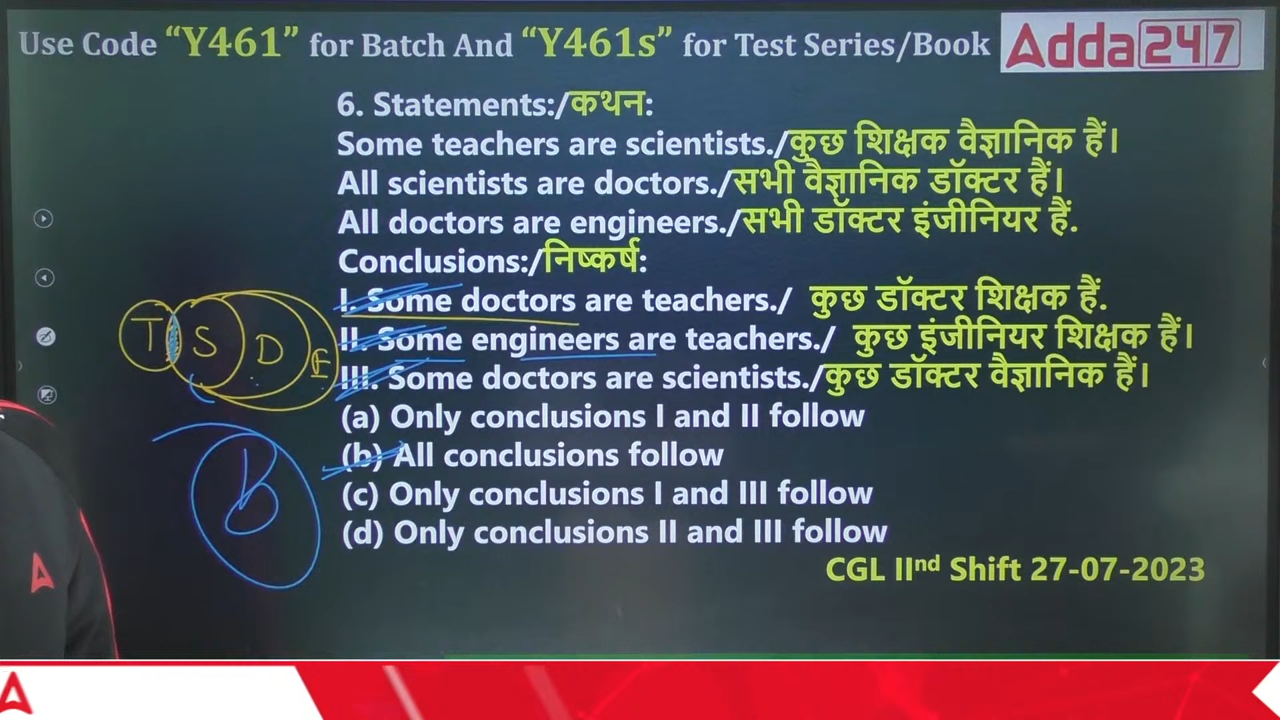 Use Code “Y461” for Batch And “Y461s” for Test Series/Book Adda247
6. Statements:/कथन:
Some teachers are scientists./कुछ शिक्षक वैज्ञानिक हैं।
All scientists are doctors./सभी वैज्ञानिक डॉक्टर हैं।
All doctors are engineers./सभी डॉक्टर इंजीनियर हैं.
Conclusions:/निष्कर्ष:
I. Some doctors are teachers./ कुछ डॉक्टर शिक्षक हैं.
II. Some engineers are teachers./ कुछ इंजीनियर शिक्षक हैं।
III. Some doctors are scientists./कुछ डॉक्टर वैज्ञानिक हैं।
T S D E
(a) Only conclusions I and II follow
(b) All conclusions follow
(c) Only conclusions I and III follow
b
(d) Only conclusions II and III follow
CGL IInd Shift 27-07-2023